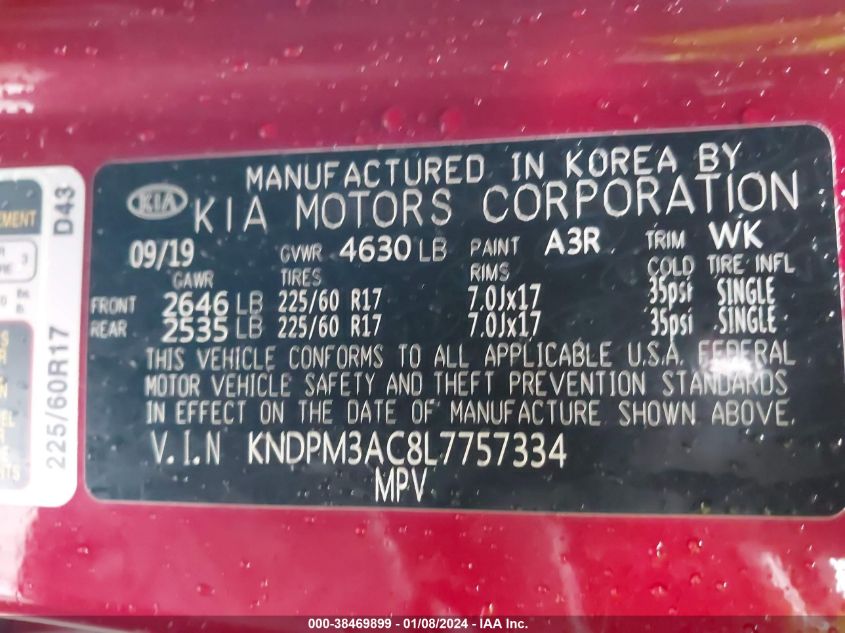 MANUFACTURED IN KOREA BY
KIA KIA MOTORS CORPORATION
09/19 GVWR 4630 LB PAINT A3R TRIM WK
GAWR TIRES RIMS COLD TIRE INFL
FRONT 2646 LB 225/60 R17 7.0Jx17 35psi SINGLE
REAR 2535 LB 225/60 R17 7.0Jx17 35psi SINGLE
THIS VEHICLE CONFORMS TO ALL APPLICABLE U.S.A. FEDERAL
MOTOR VEHICLE SAFETY AND THEFT PREVENTION STANDARDS
IN EFFECT ON THE DATE OF MANUFACTURE SHOWN ABOVE.
V.I.N KNDPM3AC8L7757334
MPV
225/60R17 D43
000-38469899 - 01/08/2024 - IAA Inc.